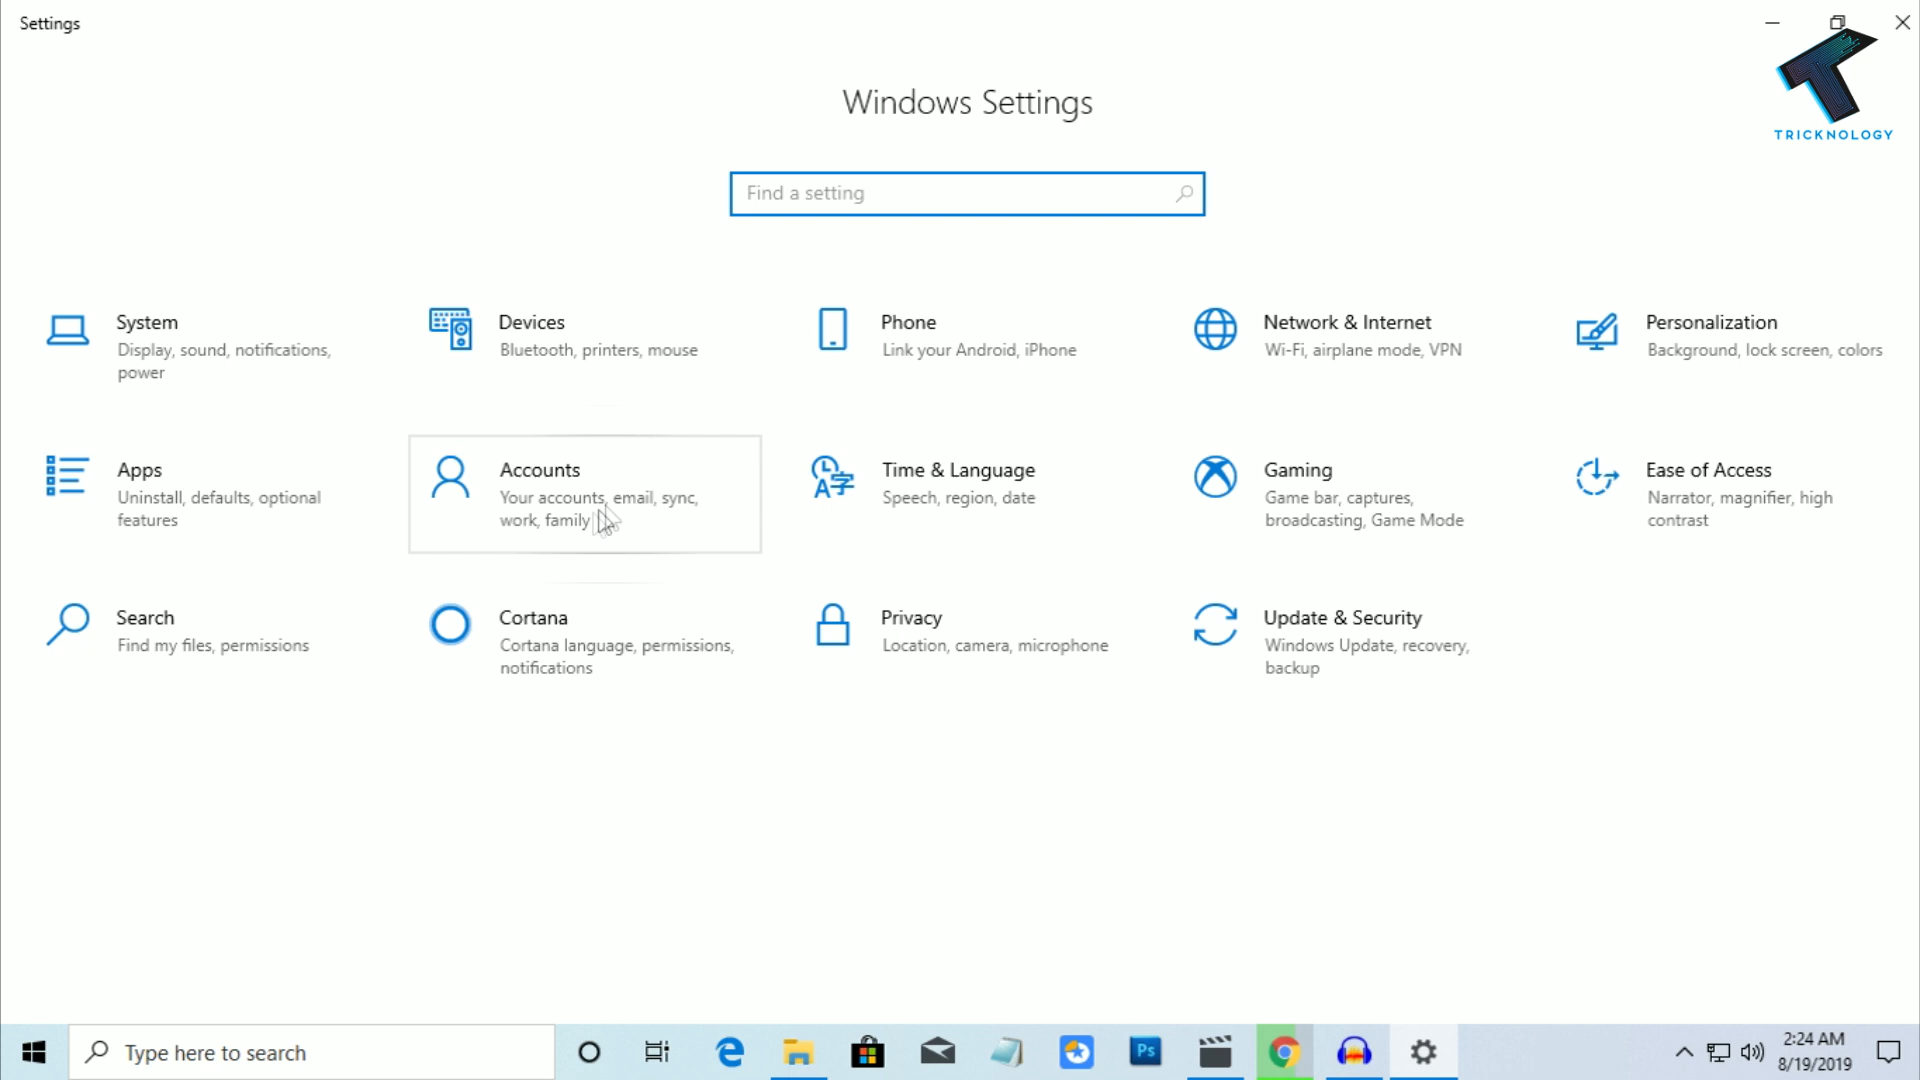 Settings
TRICKNOLOGY
Windows Settings
Find a setting
System
Display, sound, notifications,
power
Devices
Bluetooth, printers, mouse
Phone
Link your Android, iPhone
Network & Internet
Wi-Fi, airplane mode, VPN
Personalization
Background, lock screen, colors
Apps
Uninstall, defaults, optional
features
Accounts
Your accounts, email, sync,
work, family
Time & Language
Speech, region, date
Gaming
Game bar, captures,
broadcasting, Game Mode
Ease of Access
Narrator, magnifier, high
contrast
Search
Find my files, permissions
Cortana
Cortana language, permissions,
notifications
Privacy
Location, camera, microphone
Update & Security
Windows Update, recovery,
backup
Type here to search
Ps
2:24 AM
8/19/2019